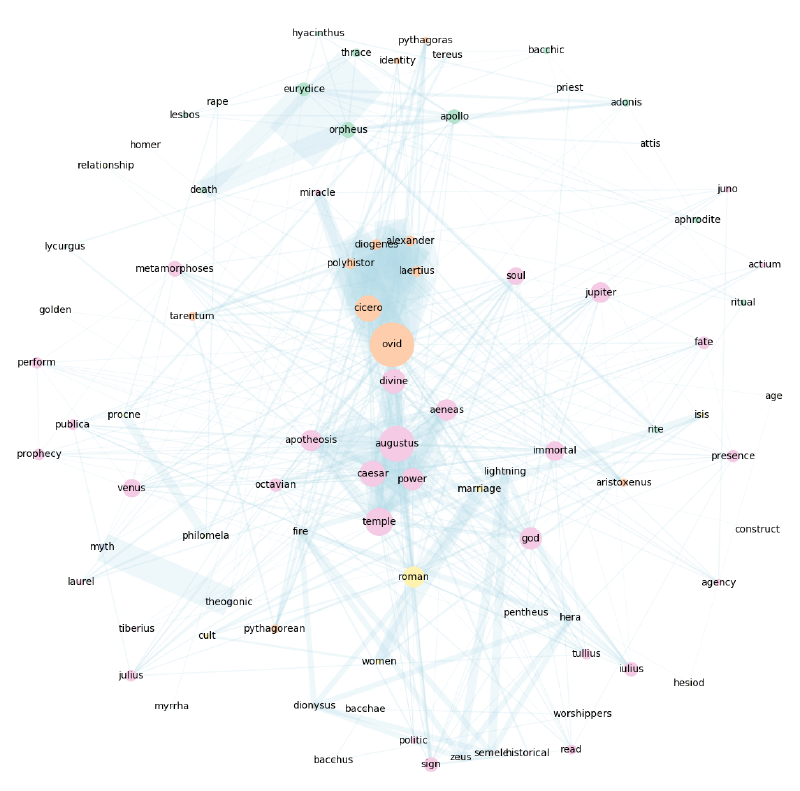 hyacinthus
pythagoras
thrace
tereus
bacchic
identity
eurydice
priest
rape
adonis
lesbos
apollo
orpheus
homer
attis
relationship
death
miracle
juno
aphrodite
lycurgus
diogenes
alexander
polyhistor
laertius
actium
metamorphoses
soul
jupiter
ritual
golden
cicero
tarentum
ovid
fate
perform
divine
age
procne
aeneas
isis
publica
rite
apotheosis
augustus
prophecy
immortal
presence
caesar
power
lightning
venus
octavian
marriage
aristoxenus
temple
philomela
fire
god
construct
myth
laurel
roman
agency
theogonic
pentheus
hera
tiberius
cult
pythagorean
women
tullius
iulius
julius
hesiod
myrrha
dionysus
bacchae
worshippers
politic
bacchus
sign
zeus
semele
historical
read